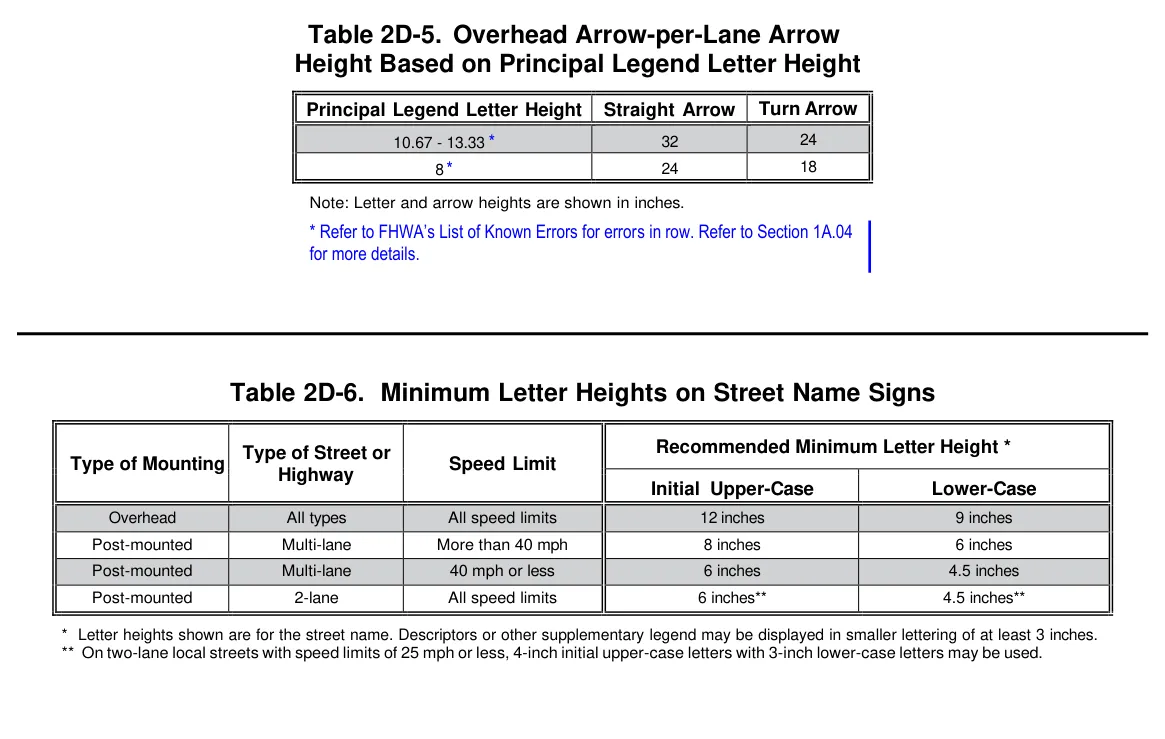 Table 2D-5. Overhead Arrow-per-Lane Arrow
Height Based on Principal Legend Letter Height
Principal Legend Letter Height Straight Arrow Turn Arrow
10.67 - 13.33 * 32 24
8 * 24 18
Note: Letter and arrow heights are shown in inches.
* Refer to FHWA’s List of Known Errors for errors in row. Refer to Section 1A.04
for more details.
Table 2D-6. Minimum Letter Heights on Street Name Signs
Type of Mounting
Type of Street or
Highway
Speed Limit
Recommended Minimum Letter Height *
Initial Upper-Case Lower-Case
Overhead All types All speed limits 12 inches 9 inches
Post-mounted Multi-lane More than 40 mph 8 inches 6 inches
Post-mounted Multi-lane 40 mph or less 6 inches 4.5 inches
Post-mounted 2-lane All speed limits 6 inches** 4.5 inches**
* Letter heights shown are for the street name. Descriptors or other supplementary legend may be displayed in smaller lettering of at least 3 inches.
** On two-lane local streets with speed limits of 25 mph or less, 4-inch initial upper-case letters with 3-inch lower-case letters may be used.